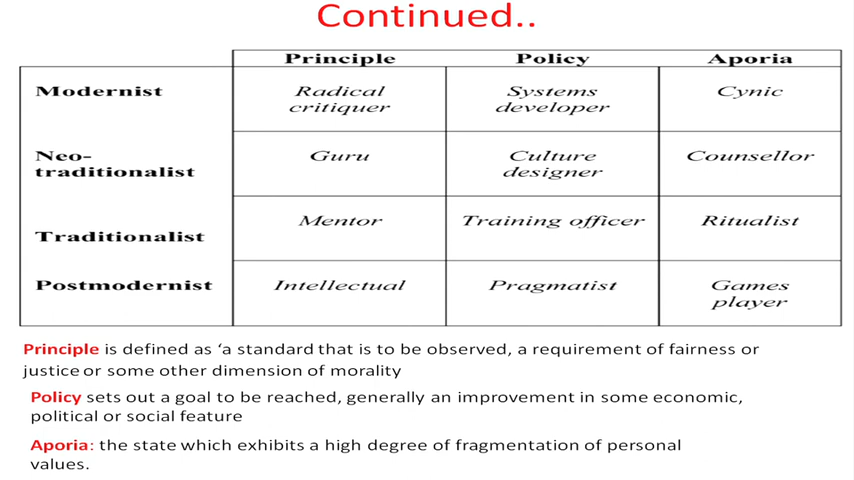 Continued..
Principle Policy Aporia
Modernist Radical Systems Cynic
critiquer developer
Neo- Guru Culture Counsellor
traditionalist designer
Mentor Training officer Ritualist
Traditionalist
Postmodernist Intellectual Pragmatist Games
player
Principle is defined as ‘a standard that is to be observed, a requirement of fairness or
justice or some other dimension of morality
Policy sets out a goal to be reached, generally an improvement in some economic,
political or social feature
Aporia: the state which exhibits a high degree of fragmentation of personal
values.